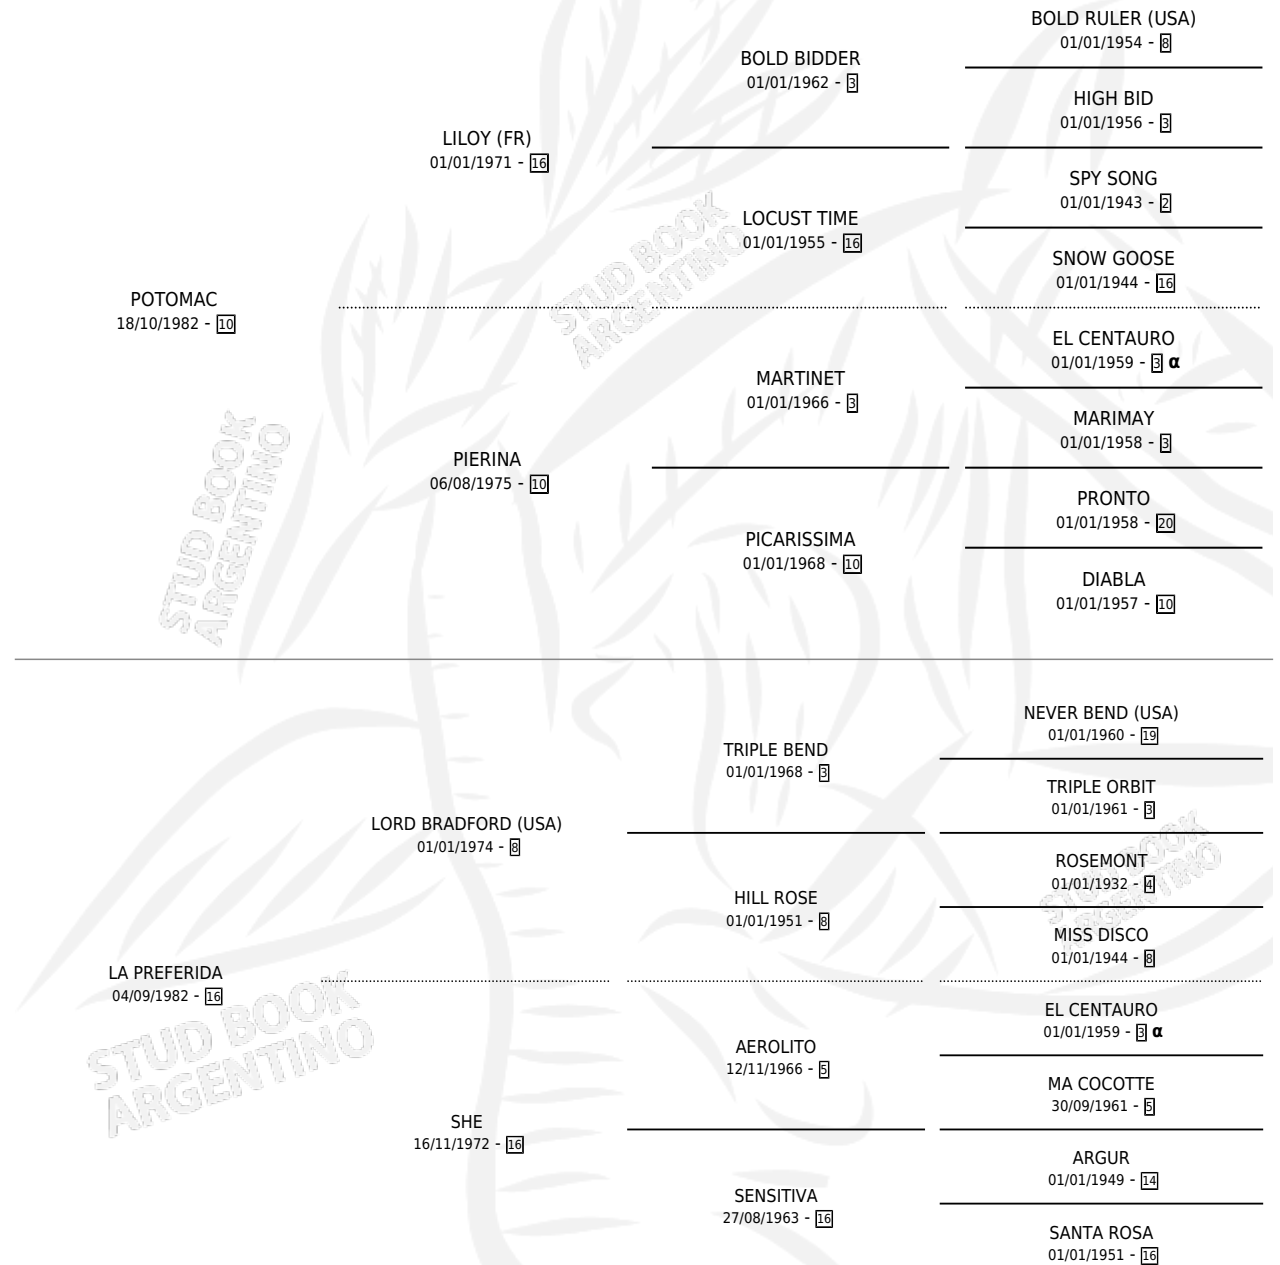 BOLD RULER (USA)
01/01/1954 - 8
BOLD BIDDER
01/01/1962 - 3
HIGH BID
01/01/1956 - 3
LILOY (FR)
01/01/1971 - 16
SPY SONG
01/01/1943 - 2
LOCUST TIME
01/01/1955 - 16
SNOW GOOSE
01/01/1944 - 16
POTOMAC
18/10/1982 - 10
EL CENTAURO
01/01/1959 - 3 α
MARTINET
01/01/1966 - 3
MARIMAY
01/01/1958 - 3
PIERINA
06/08/1975 - 10
PRONTO
01/01/1958 - 20
PICARISSIMA
01/01/1968 - 10
DIABLA
01/01/1957 - 10
NEVER BEND (USA)
01/01/1960 - 19
TRIPLE BEND
01/01/1968 - 3
TRIPLE ORBIT
01/01/1961 - 3
LORD BRADFORD (USA)
01/01/1974 - 8
ROSEMONT
01/01/1932 - 4
HILL ROSE
01/01/1951 - 8
MISS DISCO
01/01/1944 - 8
LA PREFERIDA
04/09/1982 - 16
EL CENTAURO
01/01/1959 - 3 α
AEROLITO
12/11/1966 - 5
MA COCOTTE
30/09/1961 - 5
SHE
16/11/1972 - 16
ARGUR
01/01/1949 - 14
SENSITIVA
27/08/1963 - 16
SANTA ROSA
01/01/1951 - 16
STUD BOOK
ARGENTINO
STUD BOOK
ARGENTINO
STUD BOOK
ARGENTINO
STUD BOOK
ARGENTINO